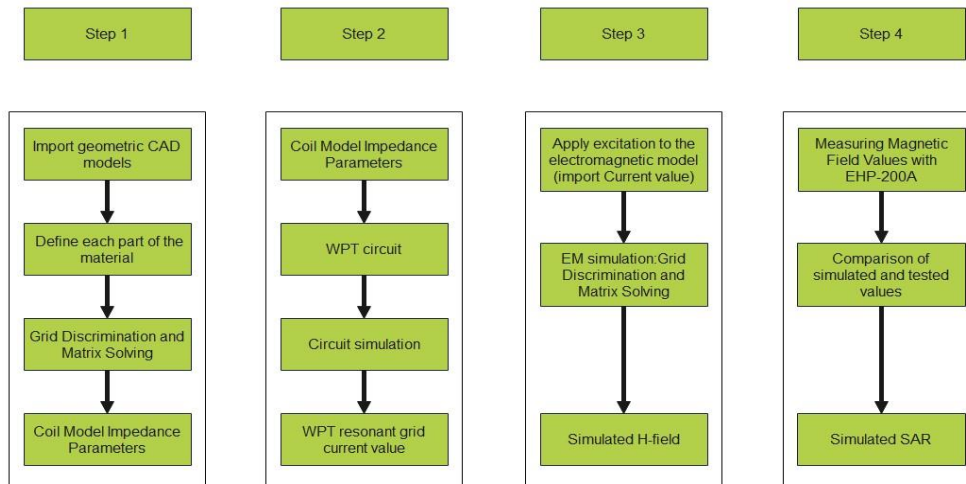 Step 1
Step 2
Step 3
Step 4
Import geometric CAD
models
Define each part of the
material
Grid Discrimination and
Matrix Solving
Coil Model Impedance
Parameters
Coil Model Impedance
Parameters
WPT circuit
Circuit simulation
WPT resonant grid
current value
Apply excitation to the
electromagnetic model
(import Current value)
EM simulation:Grid
Discrimination and
Matrix Solving
Simulated H-field
Measuring Magnetic
Field Values with
EHP-200A
Comparison of
simulated and tested
values
Simulated SAR